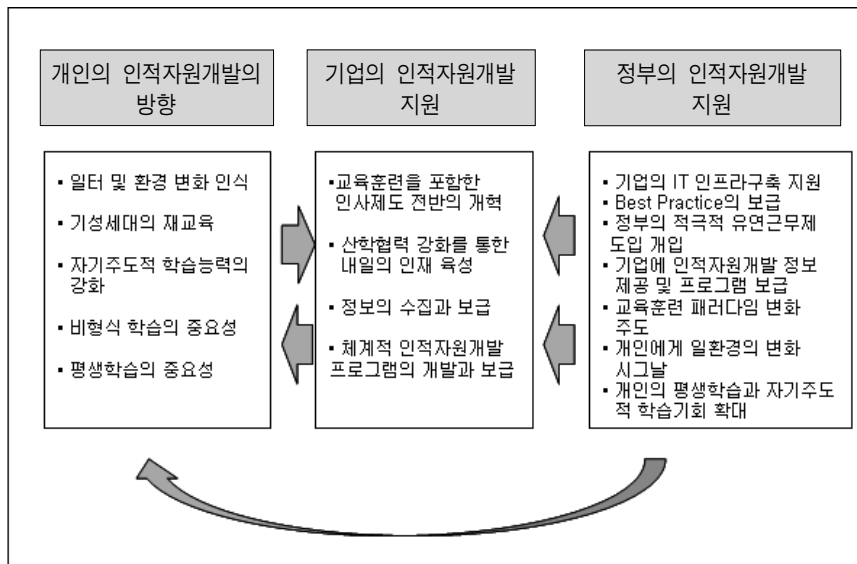 개인의 인적자원개발의
방향
▪ 일터 및 환경 변화 인식
▪ 기성세대의 재교육
▪ 자기주도적 학습능력의
강화
▪ 비형식 학습의 중요성
▪ 평생학습의 중요성
기업의 인적자원개발
지원
▪교육훈련을 포함한
인사제도 전반의 개혁
▪ 산학협력 강화를 통한
내일의 인재 육성
▪ 정보의 수집과 보급
▪ 체계적 인적자원개발
프로그램의 개발과 보급
정부의 인적자원개발
지원
▪ 기업의 IT 인프라구축 지원
▪ Best Practice의 보급
▪ 정부의 적극적 유연근무제
도입 개입
▪ 기업에 인적자원개발 정보
제공 및 프로그램 보급
▪ 교육훈련 패러다임 변화
주도
▪ 개인에게 일환경의 변화
시그날
▪ 개인의 평생학습과 자기주도
적 학습기회 확대